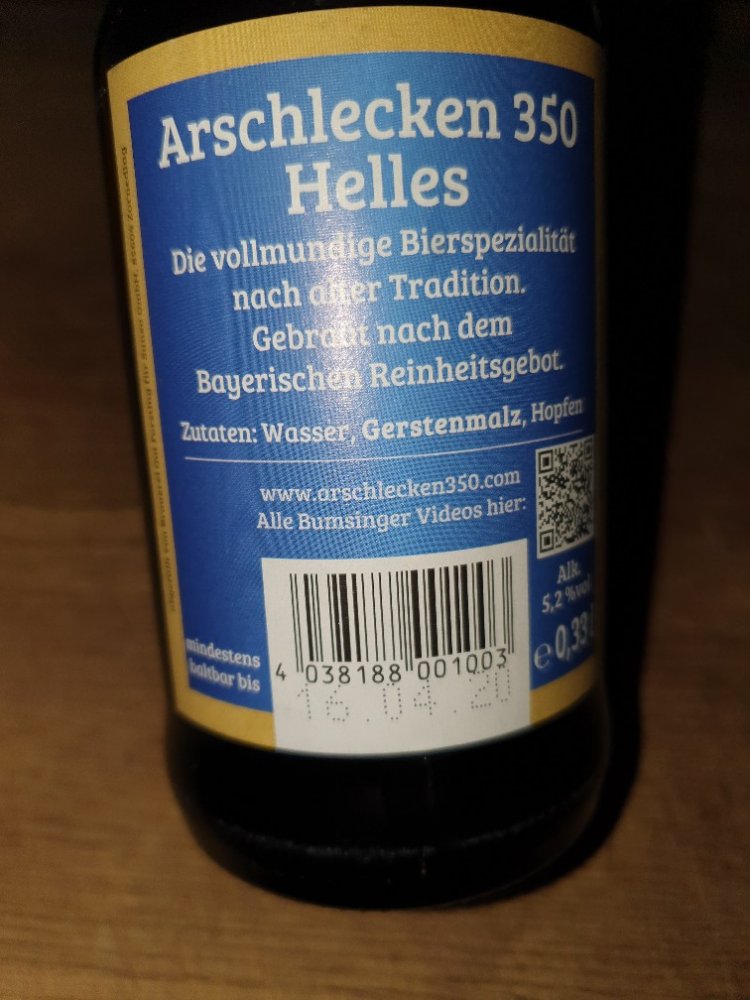 Arschlecken 350
Helles
Die vollmundige Bierspezialität
nach alter Tradition.
Gebraut nach dem
Bayerischen Reinheitsgebot.
Zutaten: Wasser, Gerstenmalz, Hopfen
www.arschlecken350.com
Alle Bumsinger Videos hier:
Alk.
5,2 %vol
e 0,33 l
mindestens
haltbar bis
4 038188 001003
16.04.20